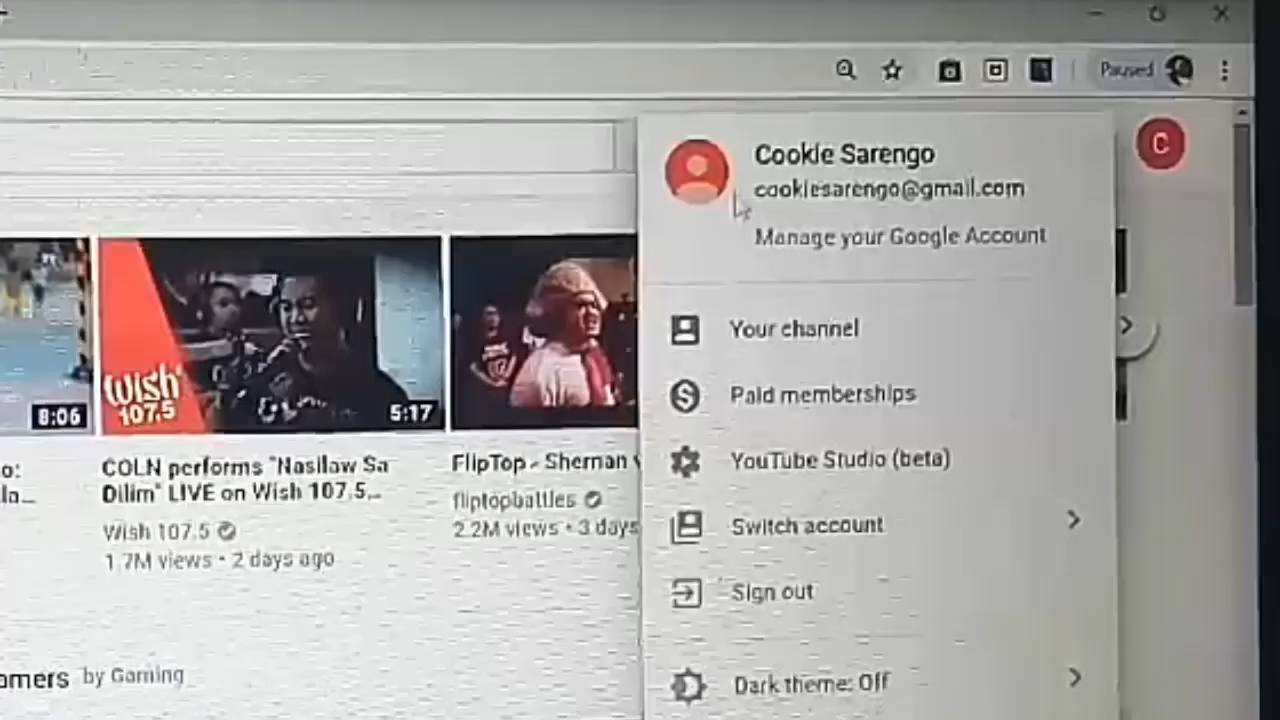 Paused
C
Cookie Sarengo
cookiesarengo@gmail.com
Manage your Google Account
Your channel
Paid memberships
YouTube Studio (beta)
Switch account
Sign out
Dark theme: Off
8:06
Wish
107.5
5:17
o:
la...
COLN performs "Nasilaw Sa
Dilim" LIVE on Wish 107.5...
Wish 107.5
1.7M views • 2 days ago
FlipTop - Shernan
fliptopbattles
2.2M views • 3 days
omers by Gaming